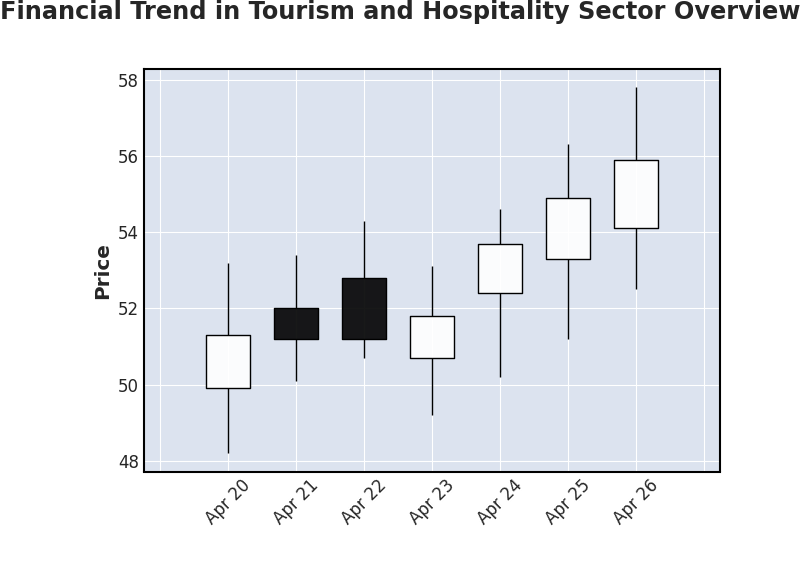 Financial Trend in Tourism and Hospitality Sector Overview
58
56
54
52
50
48
Price
Apr 20
Apr 21
Apr 22
Apr 23
Apr 24
Apr 25
Apr 26